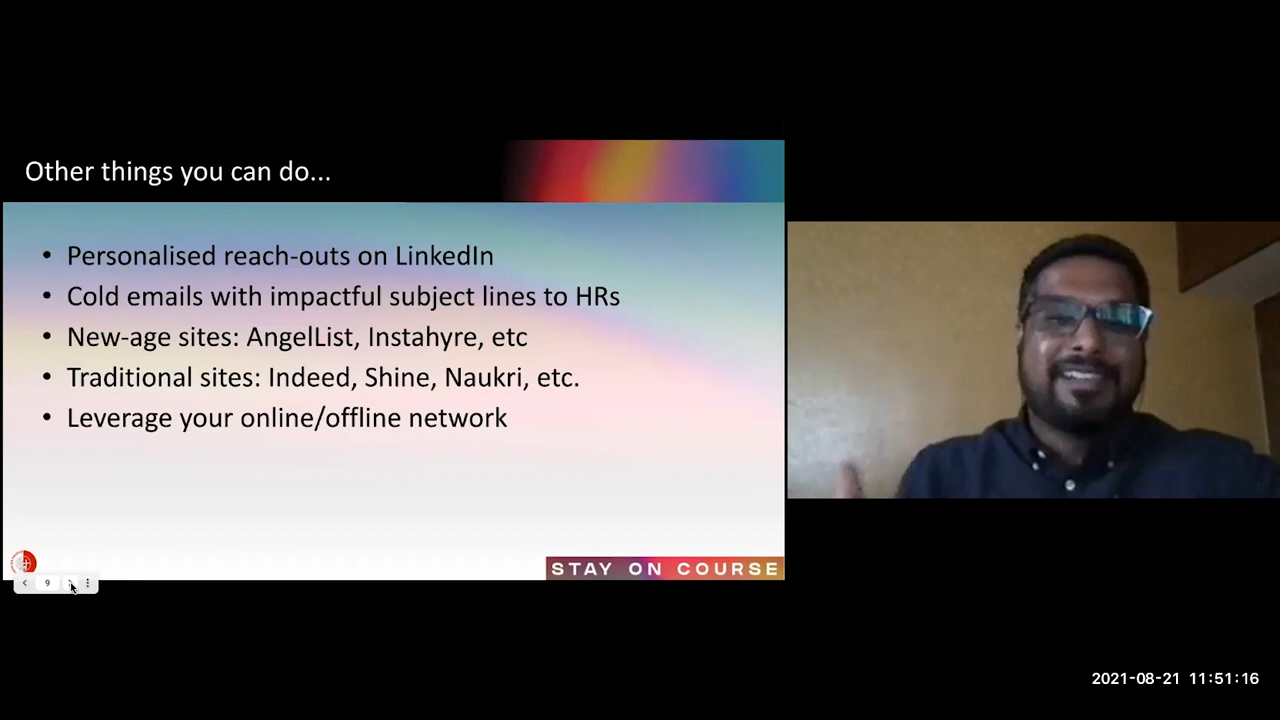 Other things you can do...
• Personalised reach-outs on LinkedIn
• Cold emails with impactful subject lines to HRs
• New-age sites: AngelList, Instahyre, etc
• Traditional sites: Indeed, Shine, Naukri, etc.
• Leverage your online/offline network
STAY ON COURSE
9
2021-08-21 11:51:16